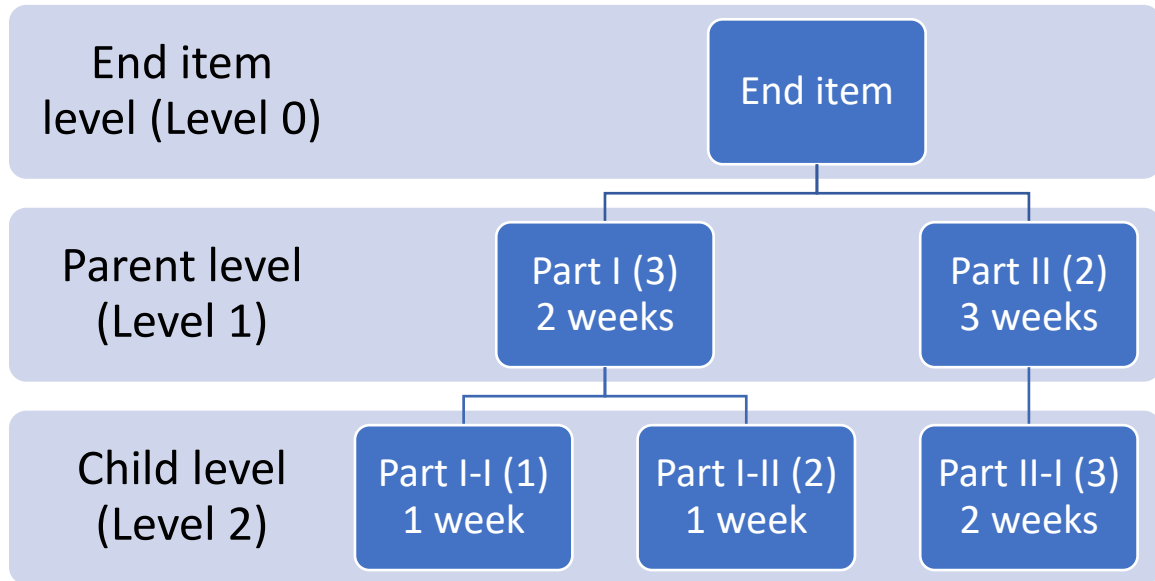 End item
level (Level 0)
End item
Parent level
(Level 1)
Part I (3)
2 weeks
Part II (2)
3 weeks
Child level
(Level 2)
Part I-I (1)
1 week
Part I-II (2)
1 week
Part II-I (3)
2 weeks